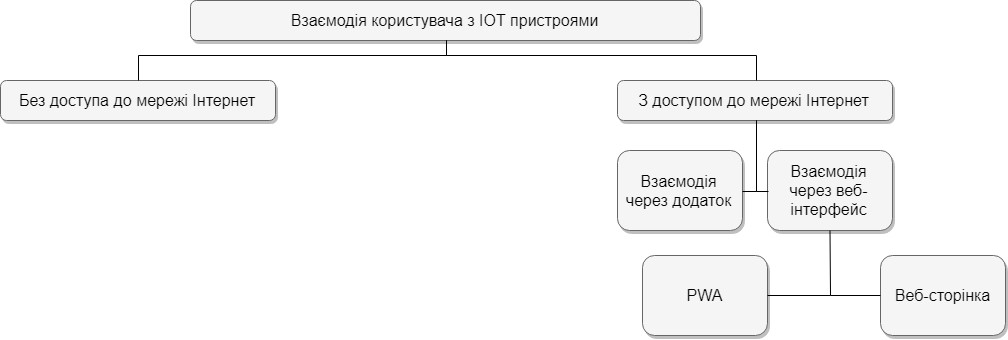 Взаємодія користувача з ІОТ пристроями
Без доступа до мережі Інтернет
З доступом до мережі Інтернет
Взаємодія
через додаток
Взаємодія
через веб-
інтерфейс
PWA
Веб-сторінка